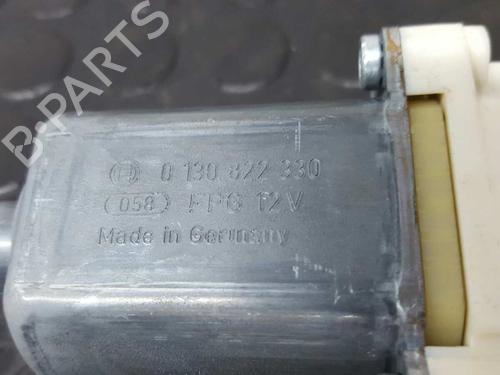 B-PARTS
0 130 822 330
(058) FPG 12V
Made in Germany